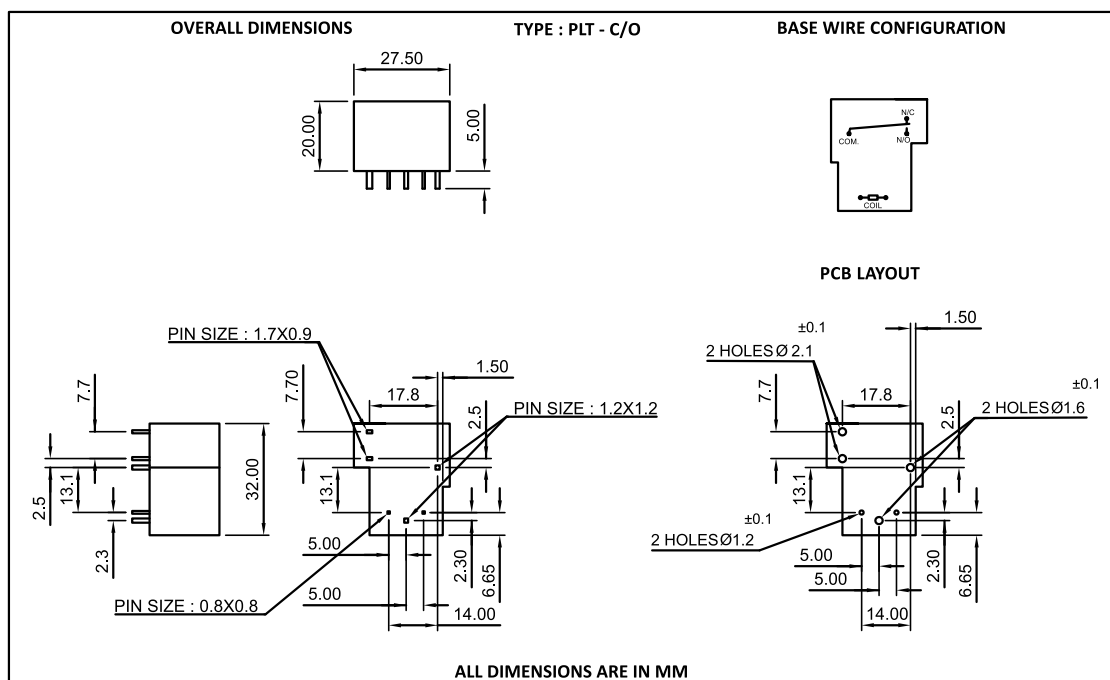 OVERALL DIMENSIONS
TYPE : PLT - C/O
BASE WIRE CONFIGURATION
27.50
20.00
5.00
N/C
COM.
N/O
COIL
PCB LAYOUT
PIN SIZE : 1.7X0.9
1.50
7.70
17.8
2.5
PIN SIZE : 1.2X1.2
7.7
2.5
13.1
2.3
32.00
13.1
5.00
5.00
2.30
6.65
14.00
PIN SIZE : 0.8X0.8
±0.1
2 HOLES Ø 2.1
1.50
±0.1
7.7
17.8
2.5
2 HOLES Ø1.6
13.1
±0.1
2 HOLES Ø1.2
5.00
5.00
2.30
6.65
14.00
ALL DIMENSIONS ARE IN MM